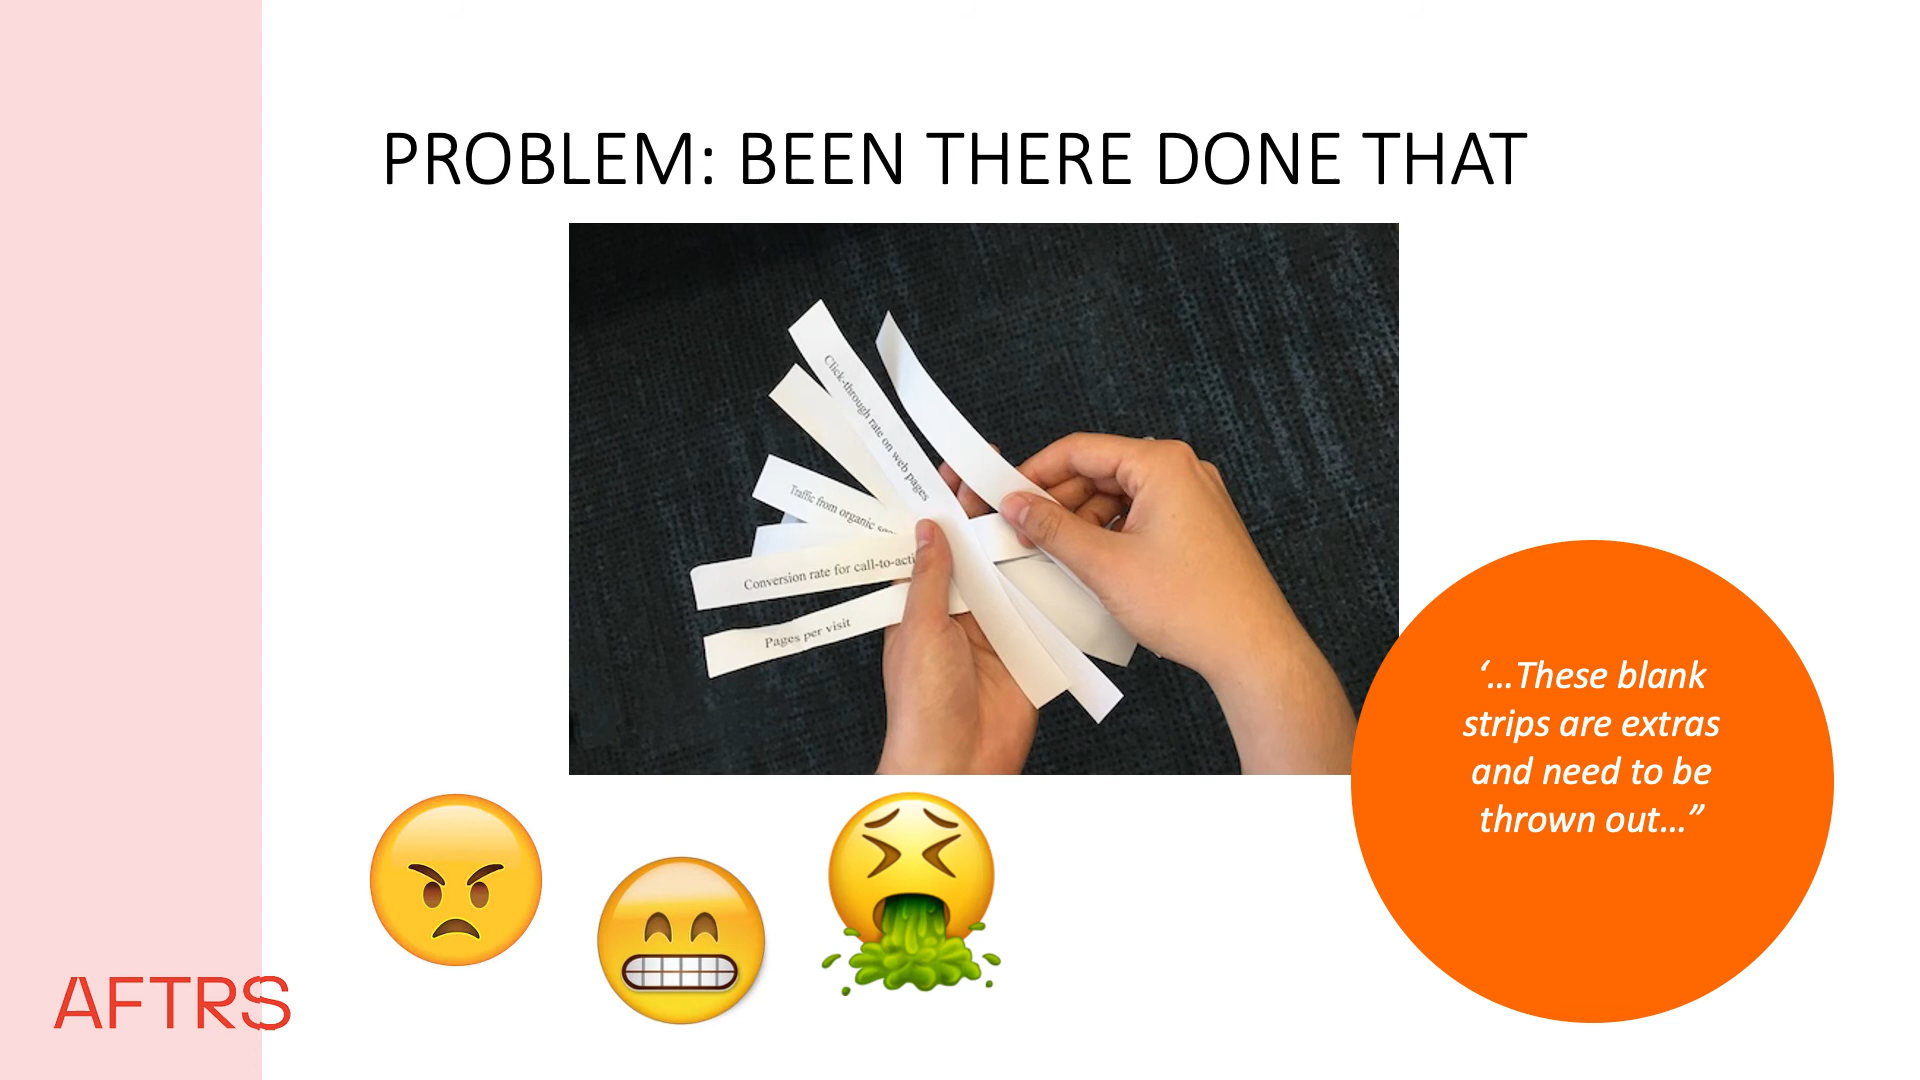 PROBLEM: BEEN THERE DONE THAT
Click-through rate on web pages
Traffic from organic
Conversion rate for call-to-acti
Pages per visit
‘…These blank
strips are extras
and need to be
thrown out…”
AFTRS